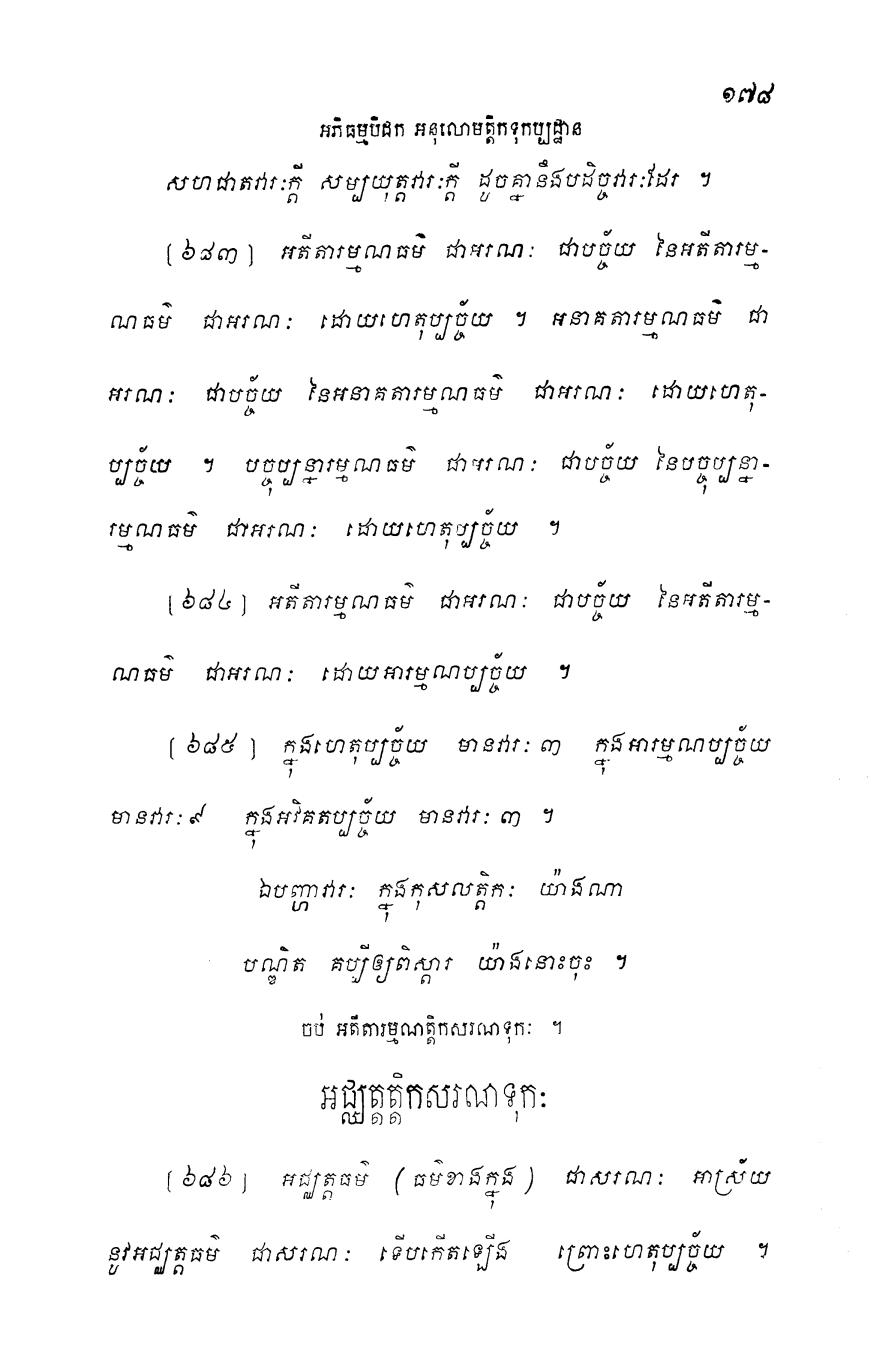 ១៧៨
អភិធម្មបិដក អនុលោមត្តិកទុកប្បដ្ឋាន
សហជាតវារៈក្តី សម្បយុត្តវារៈក្តី ដូចគ្នានឹងបដិច្ចវារៈដែរ ។
[៦៨៣] អតីតារម្មណធម៌ ជាអរណៈ ជាបច្ច័យ នៃអតីតារម្ម-
ណធម៌ ជាអរណៈ ដោយហេតុប្បច្ច័យ ។ អនាគតារម្មណធម៌ ជា
អរណៈ ជាបច្ច័យ នៃអនាគតារម្មណធម៌ ជាអរណៈ ដោយហេតុ-
ប្បច្ច័យ ។ បច្ចុប្បន្នារម្មណធម៌ ជាអរណៈ ជាបច្ច័យ នៃបច្ចុប្បន្នា-
រម្មណធម៌ ជាអរណៈ ដោយហេតុប្បច្ច័យ ។
[៦៨៤] អតីតារម្មណធម៌ ជាអរណៈ ជាបច្ច័យ នៃអតីតារម្ម-
ណធម៌ ជាអរណៈ ដោយអារម្មណប្បច្ច័យ ។
[៦៨៥] ក្នុងហេតុប្បច្ច័យ មានវារៈ ៣ ក្នុងអារម្មណប្បច្ច័យ
មានវារៈ ៩ ក្នុងអវិគតប្បច្ច័យ មានវារៈ ៣ ។
ឯបញ្ហាវារៈ ក្នុងកុសលត្តិកៈ យ៉ាងណា
បណ្ឌិត គប្បីឲ្យពិស្តារ យ៉ាងនោះចុះ ។
ចប់ អតីតារម្មណត្តិកសរណទុកៈ ។
អជ្ឈត្តត្តិកសរណទុកៈ
[៦៨៦] អជ្ឈត្តធម៌ (ធម៌ខាងក្នុង) ជាសរណៈ អាស្រ័យ
នូវអជ្ឈត្តធម៌ ជាសរណៈ ទើបកើតឡើង ព្រោះហេតុប្បច្ច័យ ។